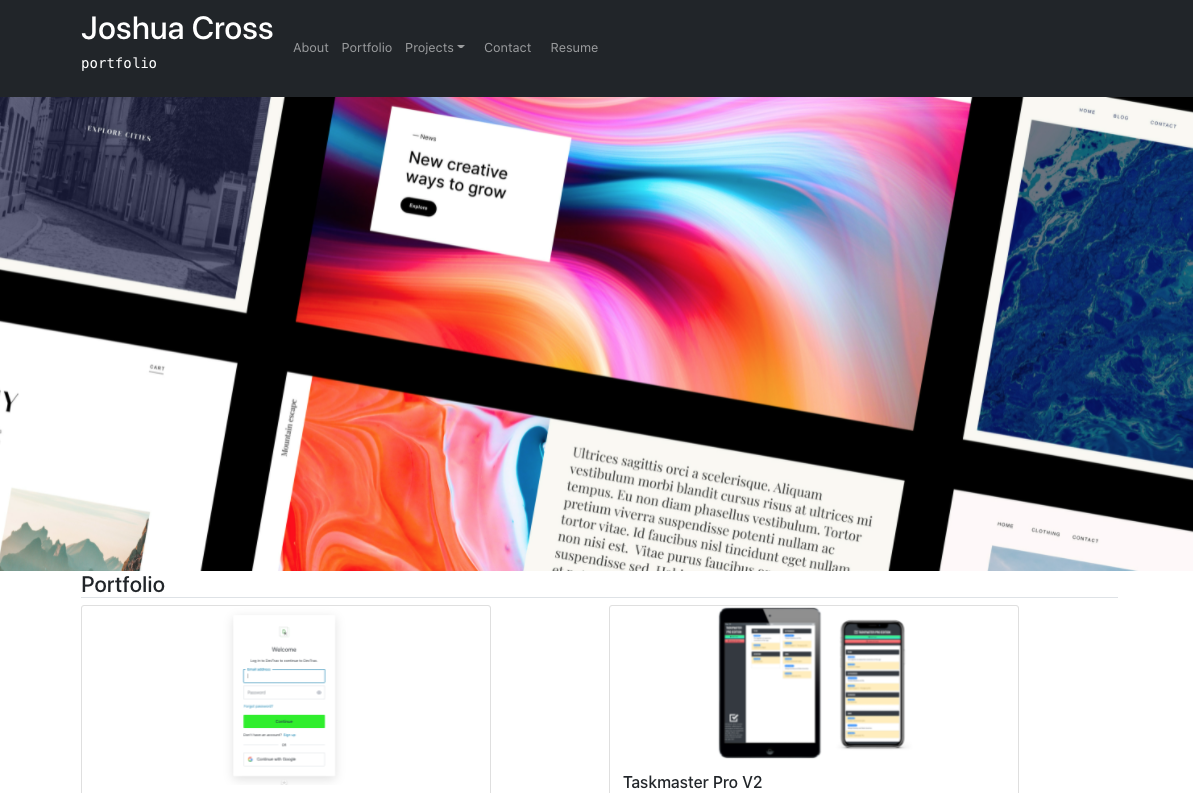 Joshua Cross
portfolio
About Portfolio Projects Contact Resume
EXPLORE CITIES
— News
New creative
ways to grow
Explore
HOME BLOG CONTACT
CART
Y
Mountain escape
Ultrices sagittis orci a scelerisque. Aliquam
vestibulum morbi blandit cursus risus at ultrices mi
tempus. Eu non diam phasellus vestibulum. Tortor
pretium viverra suspendisse potenti nullam ac
tortor vitae. Id faucibus nisl tincidunt eget nullam
non nisi est. Vitae purus faucibus
suspendisse sed.
HOME CLOTHING CONTACT
Portfolio
Welcome
Log in to DevTrax to continue to DevTrax.
Email address
Password
Forgot password?
Continue
Don't have an account? Sign up
OR
Continue with Google
TASKMASTER
PRO EDITION
Taskmaster Pro V2